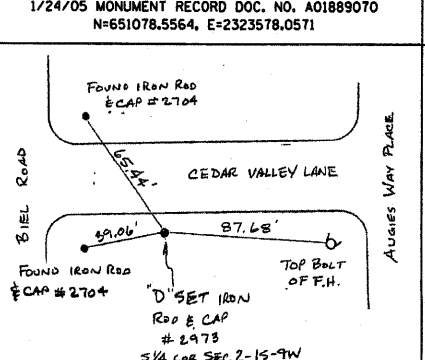 1/24/05 MONUMENT RECORD DOC. NO. A01889070
N=651078.5564, E=2323578.0571
FOUND IRON ROD
& CAP # 2704
65.44'
CEDAR VALLEY LANE
BIEL ROAD
AUGIES WAY PLACE
39.06'
87.68'
FOUND IRON ROD
& CAP # 2704
TOP BOLT
OF F.H.
"D" SET IRON
ROD & CAP
# 2973
S1/4 COR SEC. 2-1S-9W